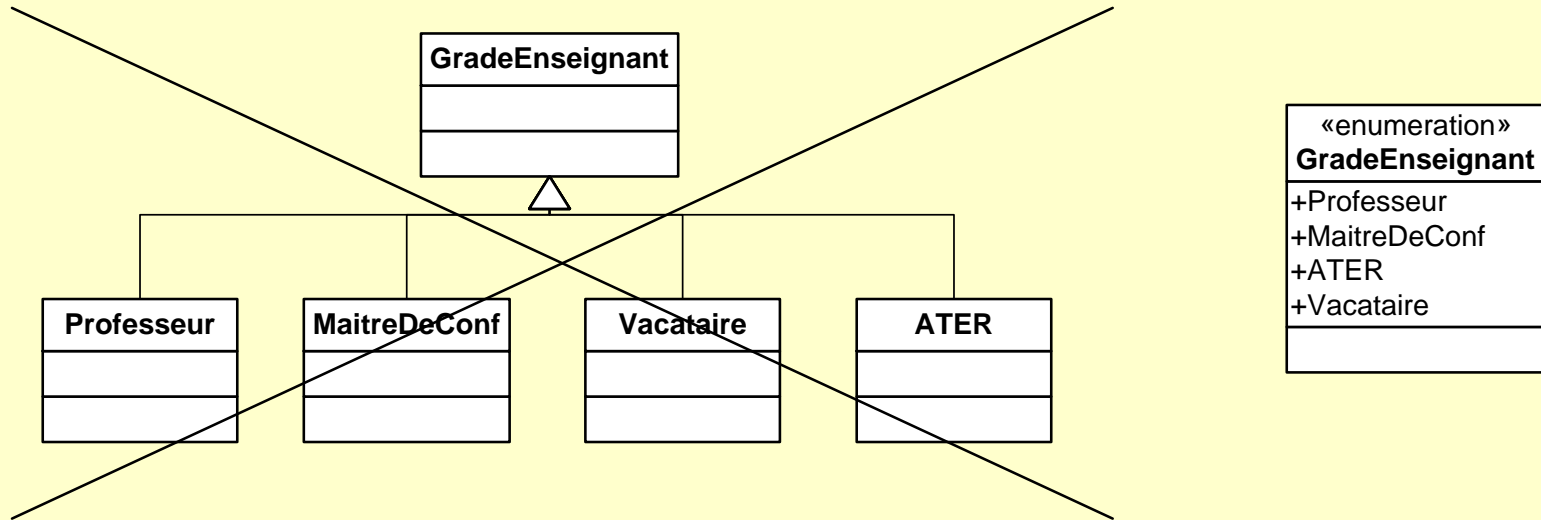 GradeEnseignant
Professeur
MaitreDeConf
Vacataire
ATER
«enumeration»
GradeEnseignant
+Professeur
+MaitreDeConf
+ATER
+Vacataire